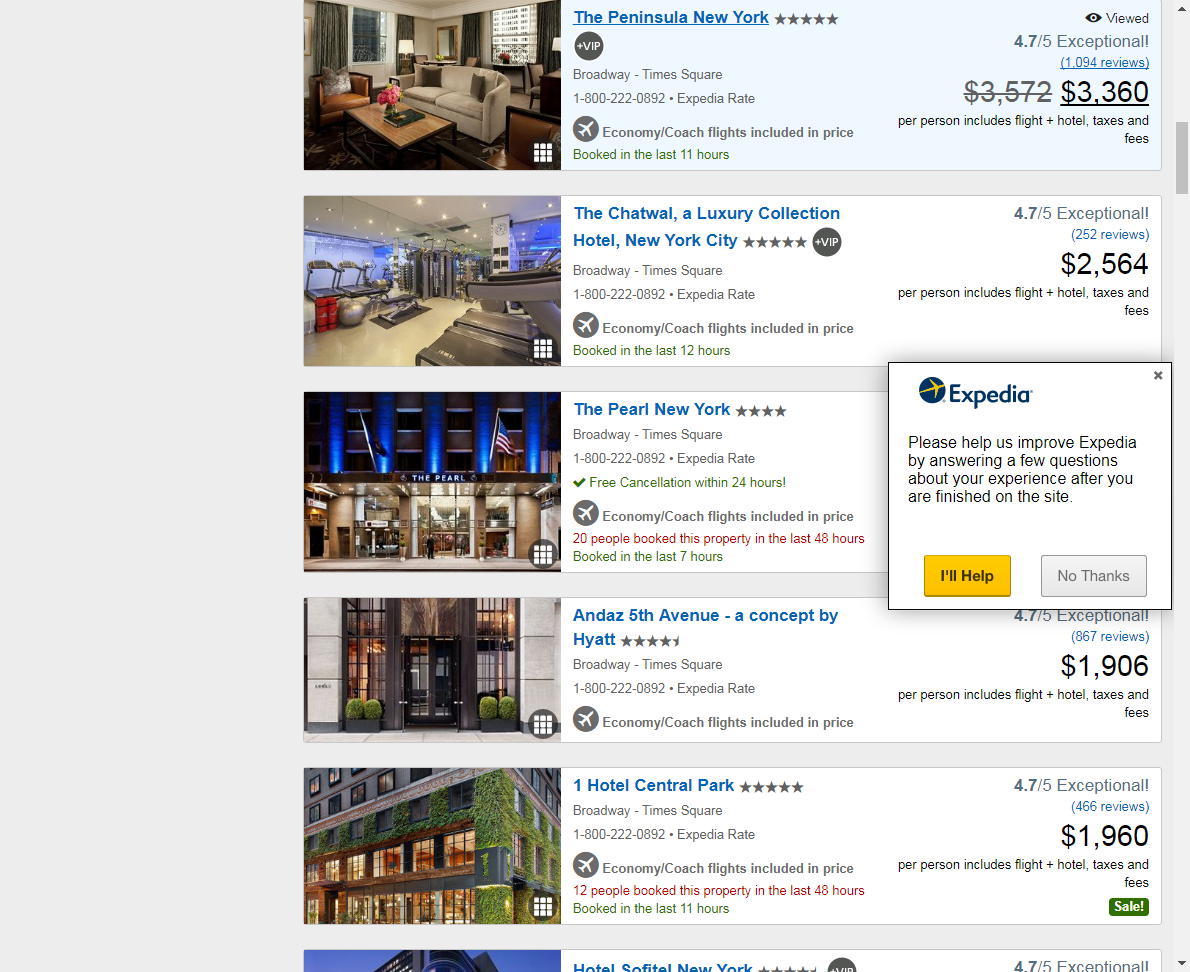 The Peninsula New York
Viewed
+VIP
4.7/5 Exceptional!
(1,094 reviews)
Broadway - Times Square
$3,572 $3,360
1-800-222-0892 • Expedia Rate
per person includes flight + hotel, taxes and
fees
Economy/Coach flights included in price
Booked in the last 11 hours
The Chatwal, a Luxury Collection
Hotel, New York City +VIP
4.7/5 Exceptional!
(252 reviews)
$2,564
Broadway - Times Square
1-800-222-0892 • Expedia Rate
per person includes flight + hotel, taxes and
fees
Economy/Coach flights included in price
Booked in the last 12 hours
THE PEARL
The Pearl New York
Broadway - Times Square
1-800-222-0892 • Expedia Rate
Free Cancellation within 24 hours!
Economy/Coach flights included in price
20 people booked this property in the last 48 hours
Booked in the last 7 hours
Expedia
Please help us improve Expedia
by answering a few questions
about your experience after you
are finished on the site.
I'll Help
No Thanks
Andaz 5th Avenue - a concept by
Hyatt
4.7/5 Exceptional!
(867 reviews)
$1,906
Broadway - Times Square
1-800-222-0892 • Expedia Rate
per person includes flight + hotel, taxes and
fees
Economy/Coach flights included in price
1 Hotel Central Park
4.7/5 Exceptional!
(466 reviews)
$1,960
Broadway - Times Square
1-800-222-0892 • Expedia Rate
per person includes flight + hotel, taxes and
fees
Economy/Coach flights included in price
12 people booked this property in the last 48 hours
Booked in the last 11 hours
Sale!
Hotel Sofitel New York +VIP
4.7/5 Exceptional!